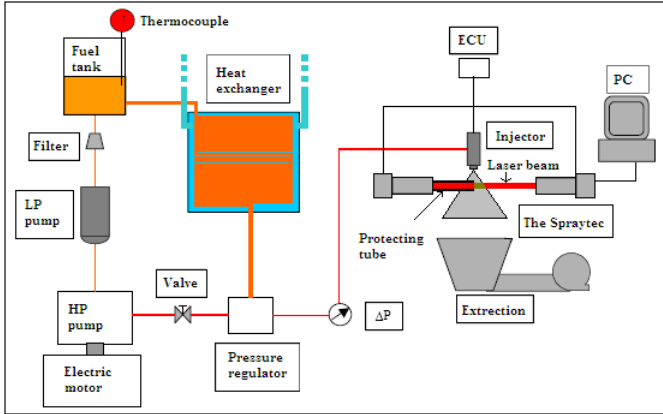 Thermocouple
Fuel
tank
Heat
exchanger
ECU
PC
Filter
Injector
Laser beam
LP
pump
Protecting
tube
The Spraytec
Valve
HP
pump
ΔP
Extrection
Pressure
regulator
Electric
motor